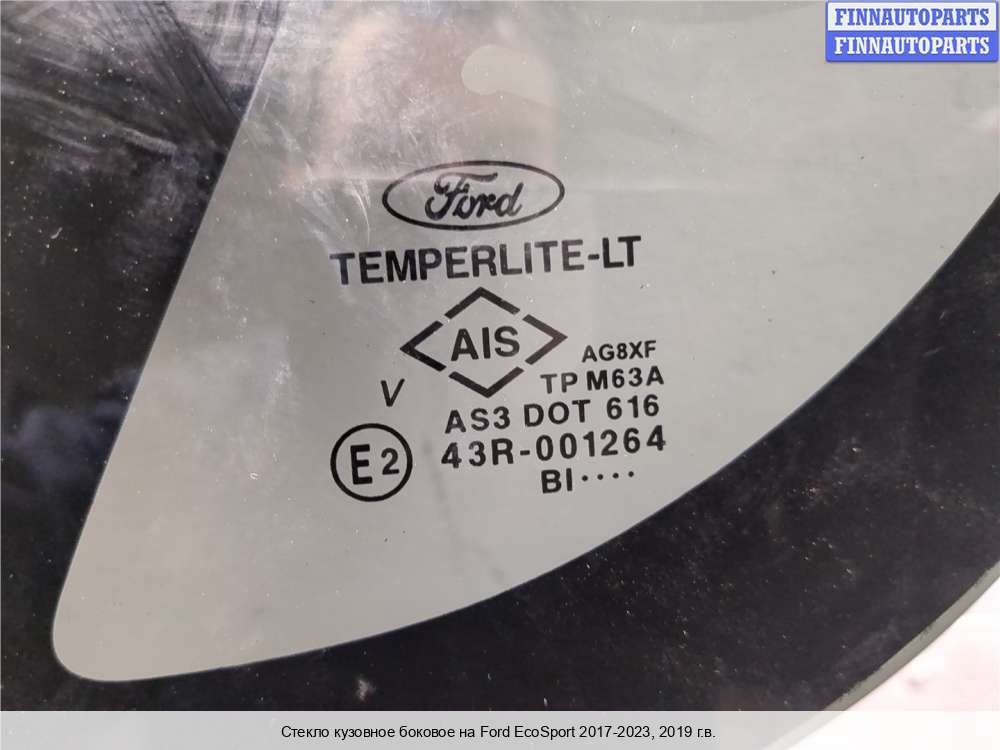 FINNAUTOPARTS
FINNAUTOPARTS
Ford
TEMPERLITE-LT
AIS
AG8XF
V
TP M63A
AS3 DOT 616
E2
43R-001264
BI····
Стекло кузовное боковое на Ford EcoSport 2017-2023, 2019 г.в.